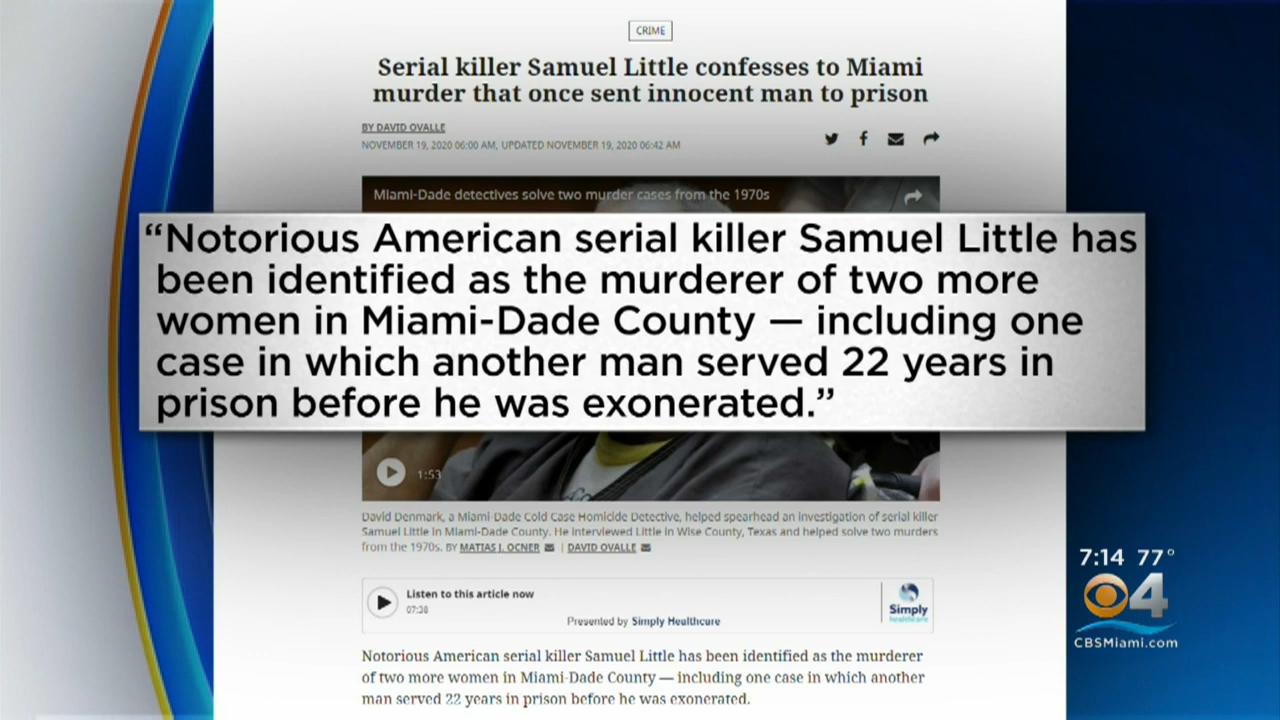 CRIME
Serial killer Samuel Little confesses to Miami
murder that once sent innocent man to prison
BY DAVID OVALLE
NOVEMBER 19, 2020 06:00 AM, UPDATED NOVEMBER 19, 2020 06:42 AM
Miami-Dade detectives solve two murder cases from the 1970s
“Notorious American serial killer Samuel Little has
been identified as the murderer of two more
women in Miami-Dade County — including one
case in which another man served 22 years in
prison before he was exonerated.”
1:53
David Denmark, a Miami-Dade Cold Case Homicide Detective, helped spearhead an investigation of serial killer
Samuel Little in Miami-Dade County. He interviewed Little in Wise County, Texas and helped solve two murders
from the 1970s. BY MATIAS J. OCNER | DAVID OVALLE
Listen to this article now
07:38
Presented by Simply Healthcare
Simply
healthcare
Notorious American serial killer Samuel Little has been identified as the murderer
of two more women in Miami-Dade County — including one case in which another
man served 22 years in prison before he was exonerated.
7:14 77°
4
CBSMiami.com